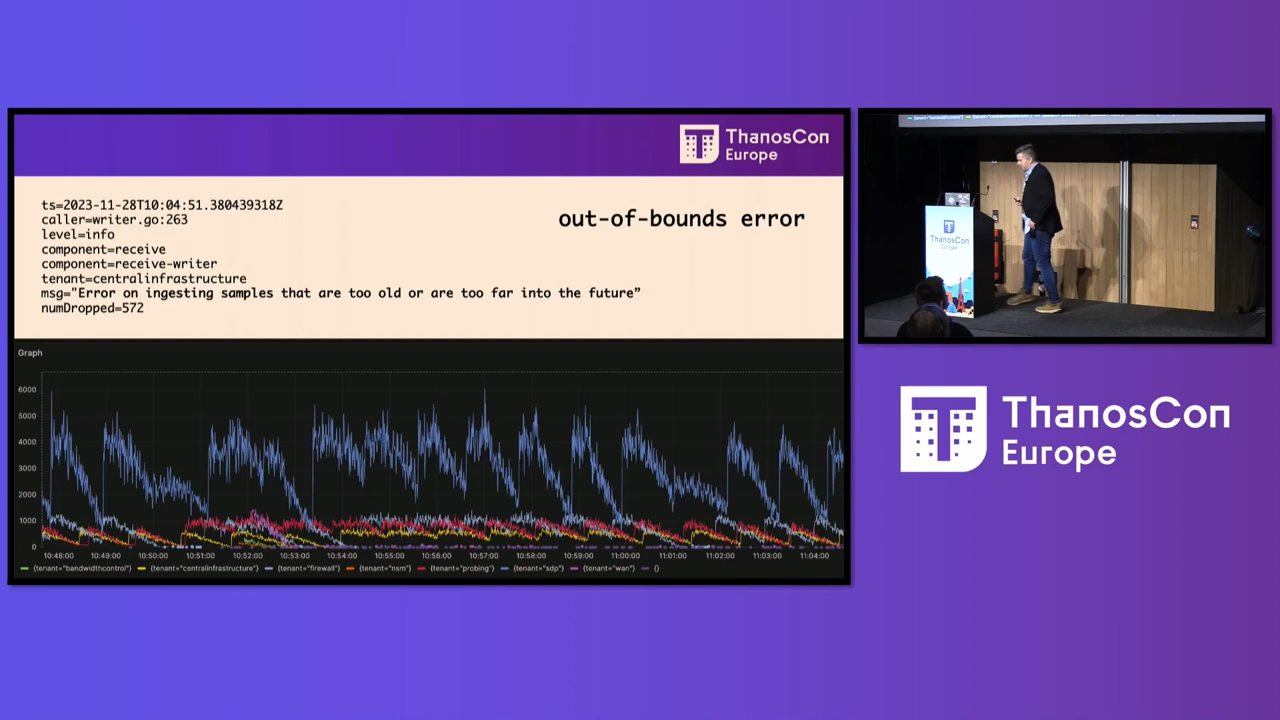 ThanosCon
Europe
ts=2023-11-28T10:04:51.380439318Z
caller=writer.go:263
level=info
component=receive
component=receive-writer
tenant=centralinfrastructure
msg="Error on ingesting samples that are too old or are too far into the future”
numDropped=572
out-of-bounds error
Graph
6000
5000
4000
3000
2000
1000
0
10:48:00 10:49:00 10:50:00 10:51:00 10:52:00 10:53:00 10:54:00 10:55:00 10:56:00 10:57:00 10:58:00 10:59:00 11:00:00 11:01:00 11:02:00 11:03:00 11:04:00
{tenant="bandwidthcontrol"} {tenant="centralinfrastructure"} {tenant="firewall"} {tenant="nsm"} {tenant="probing"} {tenant="sdp"} {tenant="wan"} {}
ThanosCon
Europe
ThanosCon
Europe